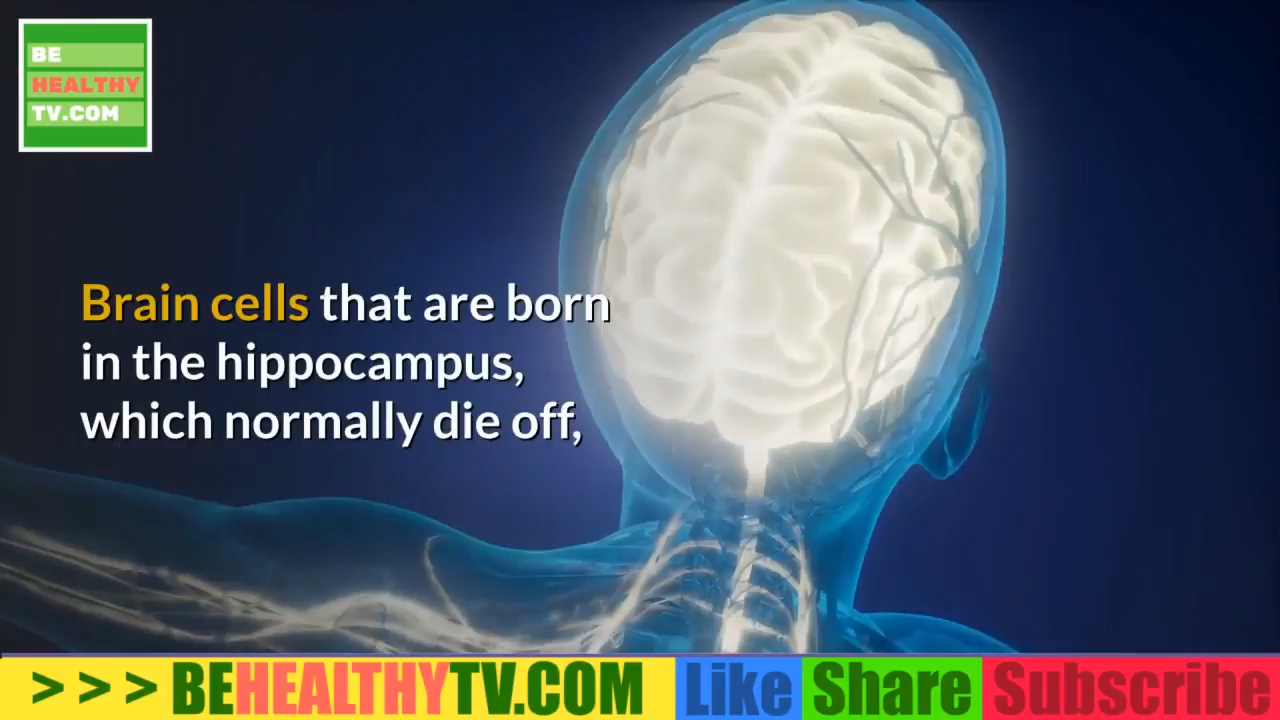 BE
HEALTHY
TV.COM
Brain cells that are born
in the hippocampus,
which normally die off,
> > > BEHEALTHYTV.COM Like Share Subscribe